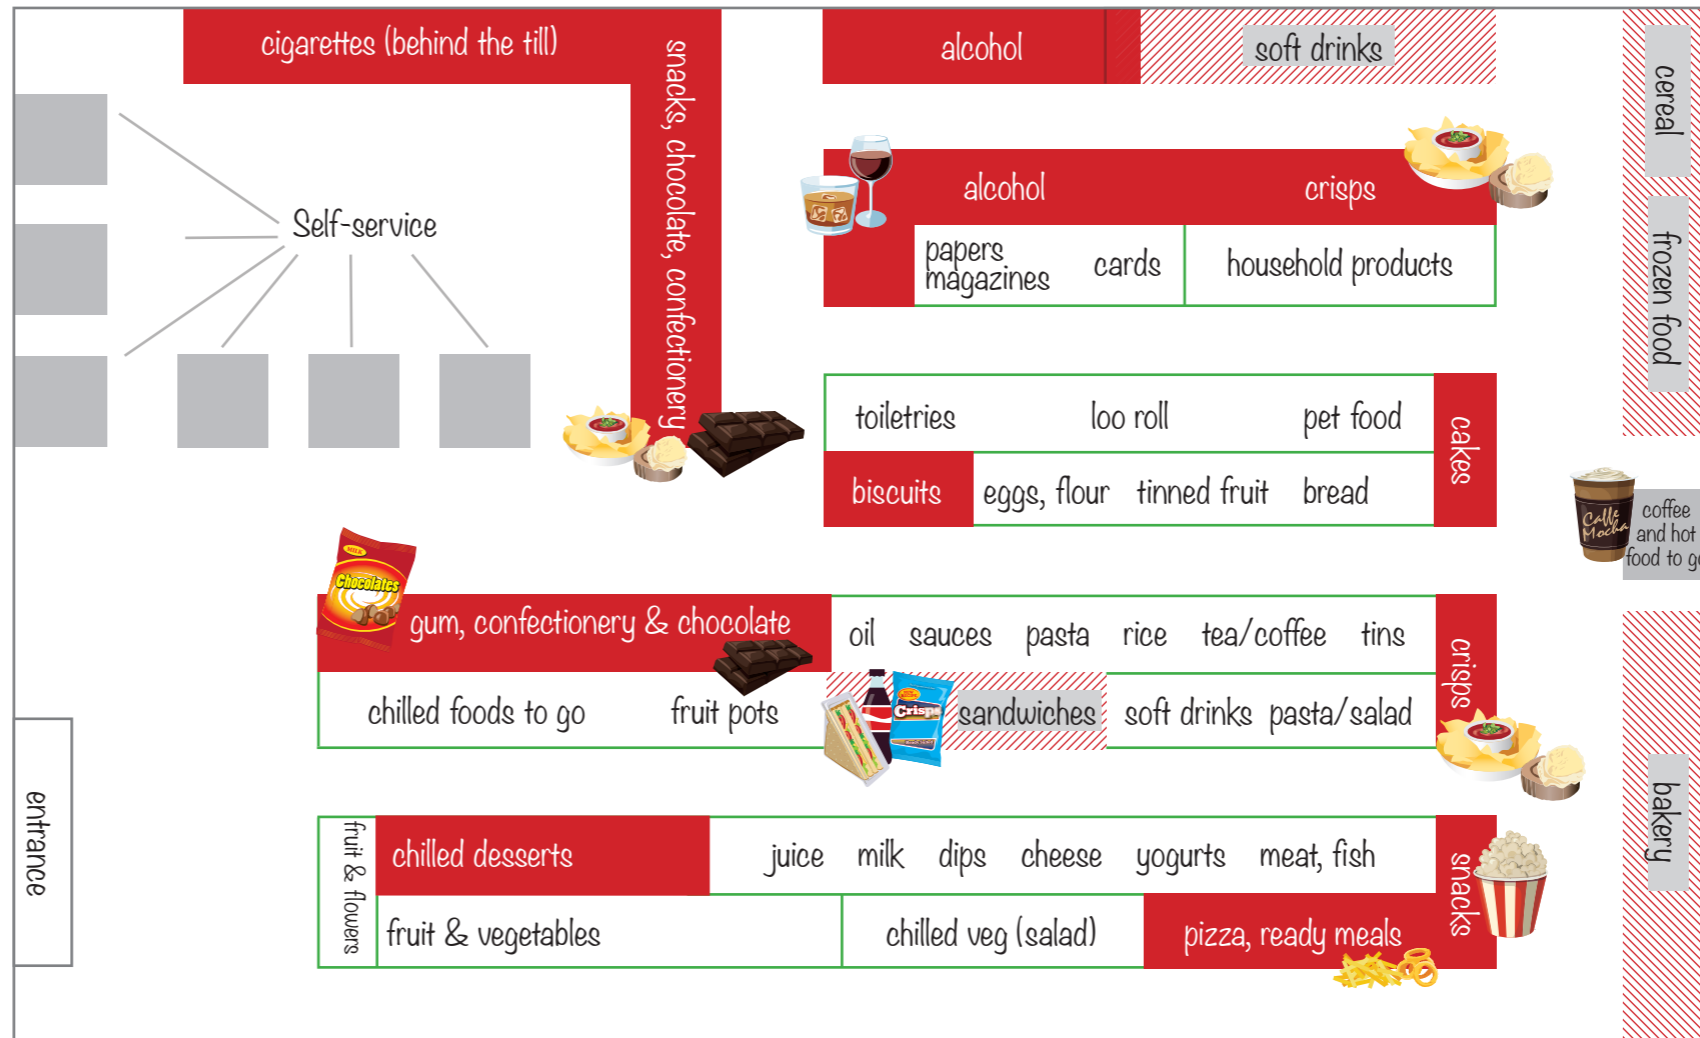 cigarettes (behind the till)
snacks, chocolate, confectionery
alcohol
soft drinks
cereal
frozen food
Self-service
alcohol
crisps
papers
magazines
cards
household products
toiletries
loo roll
pet food
cakes
biscuits
eggs, flour
tinned fruit
bread
Caffe
Mocha
coffee
and hot
food to go
MILK
Chocolates
gum, confectionery & chocolate
oil
sauces
pasta
rice
tea/coffee
tins
crisps
chilled foods to go
fruit pots
Crisps
sandwiches
soft drinks
pasta/salad
entrance
fruit & flowers
chilled desserts
juice
milk
dips
cheese
yogurts
meat, fish
snacks
bakery
fruit & vegetables
chilled veg (salad)
pizza, ready meals